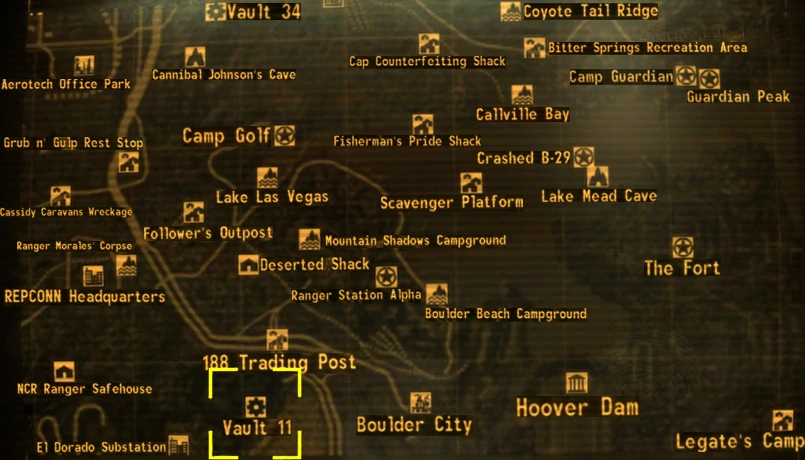 Vault 34
Coyote Tail Ridge
Bitter Springs Recreation Area
Cap Counterfeiting Shack
Cannibal Johnson's Cave
Aerotech Office Park
Camp Guardian
Guardian Peak
Callville Bay
Camp Golf
Fisherman's Pride Shack
Grub n' Gulp Rest Stop
Crashed B-29
Lake Las Vegas
Scavenger Platform
Lake Mead Cave
Cassidy Caravans Wreckage
Follower's Outpost
Mountain Shadows Campground
Ranger Morales' Corpse
Deserted Shack
The Fort
REPCONN Headquarters
Ranger Station Alpha
Boulder Beach Campground
188 Trading Post
NCR Ranger Safehouse
Hoover Dam
Vault 11
Boulder City
El Dorado Substation
Legate's Camp